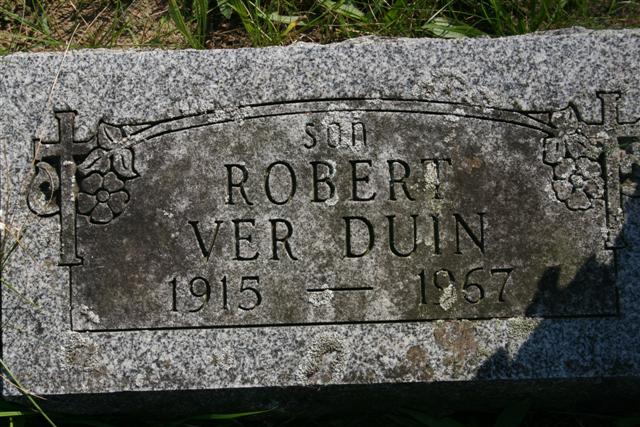 SON
ROBERT
VER DUIN
1915 — 1967